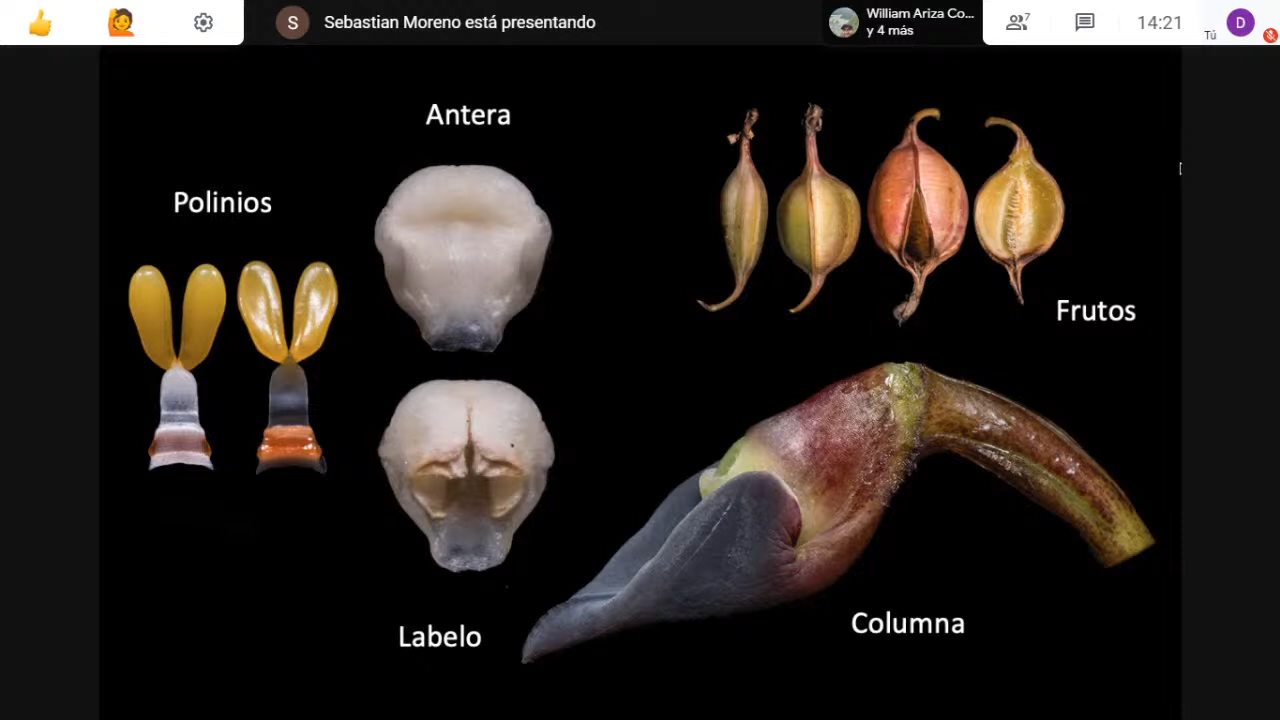 S Sebastian Moreno está presentando
William Ariza Co...
y 4 más
7
14:21
Tú
D
Antera
Polinios
Frutos
Labelo
Columna